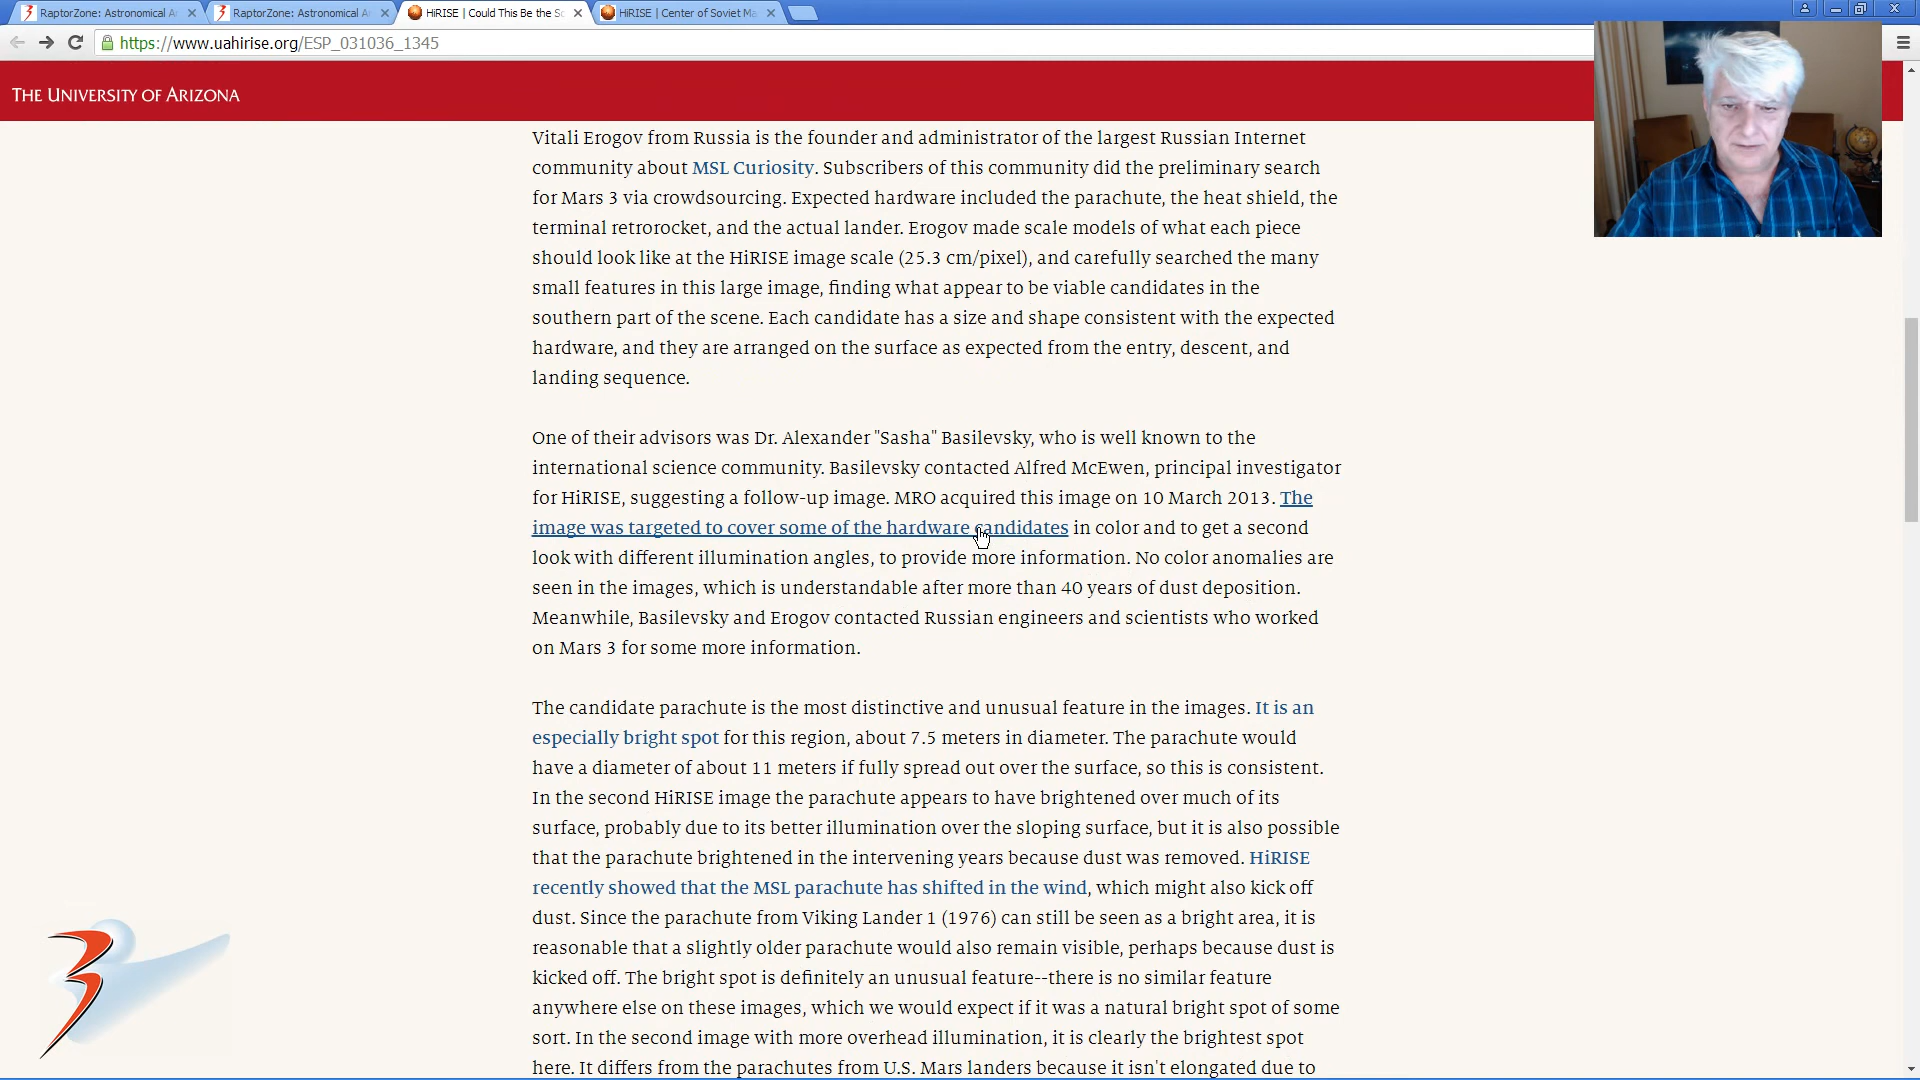 RaptorZone: Astronomical A
RaptorZone: Astronomical A
HiRISE | Could This Be the So
HiRISE | Center of Soviet Ma
https://www.uahirise.org/ESP_031036_1345
THE UNIVERSITY OF ARIZONA
Vitali Erogov from Russia is the founder and administrator of the largest Russian Internet
community about MSL Curiosity. Subscribers of this community did the preliminary search
for Mars 3 via crowdsourcing. Expected hardware included the parachute, the heat shield, the
terminal retrorocket, and the actual lander. Erogov made scale models of what each piece
should look like at the HiRISE image scale (25.3 cm/pixel), and carefully searched the many
small features in this large image, finding what appear to be viable candidates in the
southern part of the scene. Each candidate has a size and shape consistent with the expected
hardware, and they are arranged on the surface as expected from the entry, descent, and
landing sequence.
One of their advisors was Dr. Alexander "Sasha" Basilevsky, who is well known to the
international science community. Basilevsky contacted Alfred McEwen, principal investigator
for HiRISE, suggesting a follow-up image. MRO acquired this image on 10 March 2013. The
image was targeted to cover some of the hardware candidates in color and to get a second
look with different illumination angles, to provide more information. No color anomalies are
seen in the images, which is understandable after more than 40 years of dust deposition.
Meanwhile, Basilevsky and Erogov contacted Russian engineers and scientists who worked
on Mars 3 for some more information.
The candidate parachute is the most distinctive and unusual feature in the images. It is an
especially bright spot for this region, about 7.5 meters in diameter. The parachute would
have a diameter of about 11 meters if fully spread out over the surface, so this is consistent.
In the second HiRISE image the parachute appears to have brightened over much of its
surface, probably due to its better illumination over the sloping surface, but it is also possible
that the parachute brightened in the intervening years because dust was removed. HiRISE
recently showed that the MSL parachute has shifted in the wind, which might also kick off
dust. Since the parachute from Viking Lander 1 (1976) can still be seen as a bright area, it is
reasonable that a slightly older parachute would also remain visible, perhaps because dust is
kicked off. The bright spot is definitely an unusual feature--there is no similar feature
anywhere else on these images, which we would expect if it was a natural bright spot of some
sort. In the second image with more overhead illumination, it is clearly the brightest spot
here. It differs from the parachutes from U.S. Mars landers because it isn't elongated due to